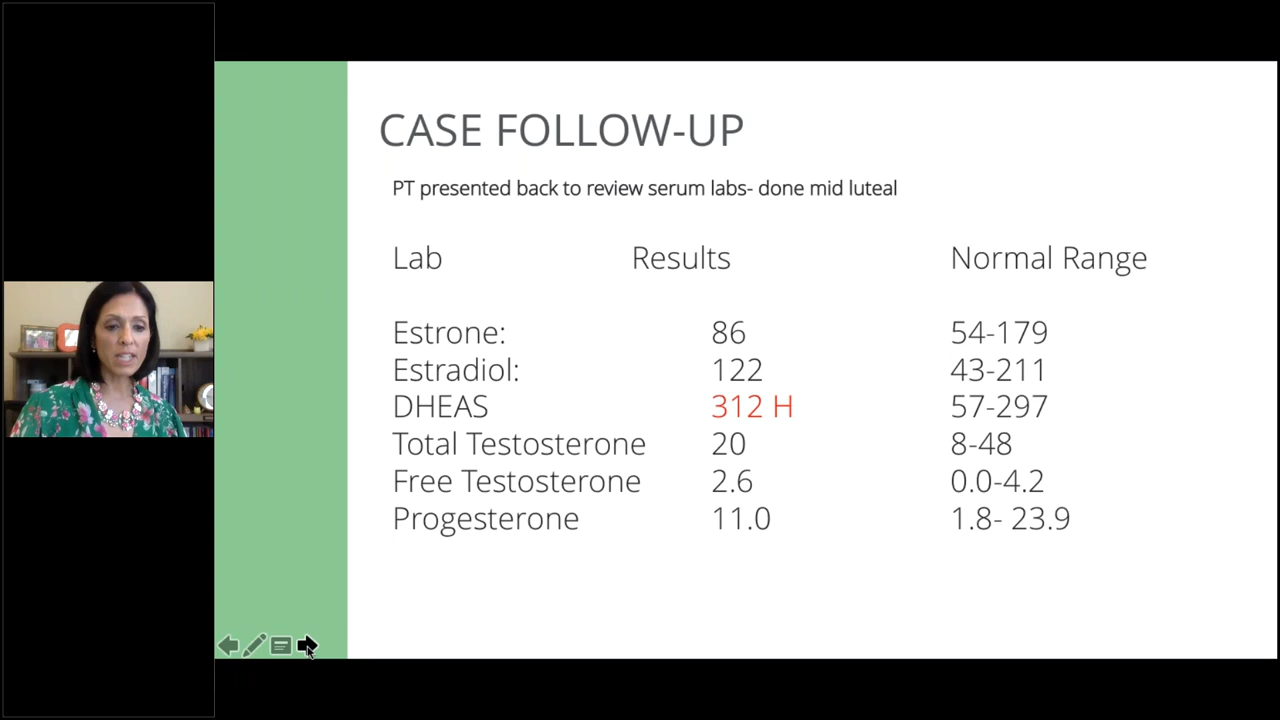 CASE FOLLOW-UP
PT presented back to review serum labs- done mid luteal
Lab Results Normal Range
Estrone: 86 54-179
Estradiol: 122 43-211
DHEAS 312 H 57-297
Total Testosterone 20 8-48
Free Testosterone 2.6 0.0-4.2
Progesterone 11.0 1.8- 23.9